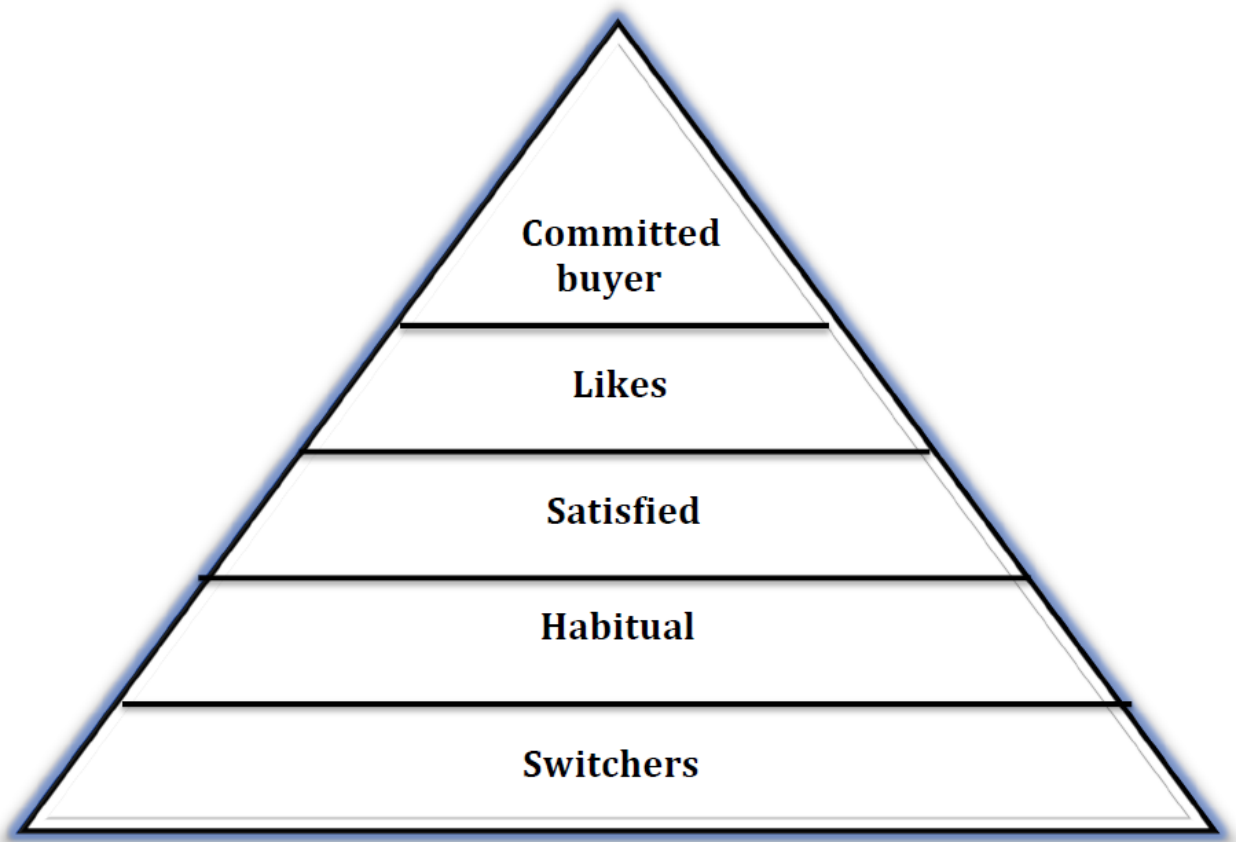 Committed
buyer
Likes
Satisfied
Habitual
Switchers